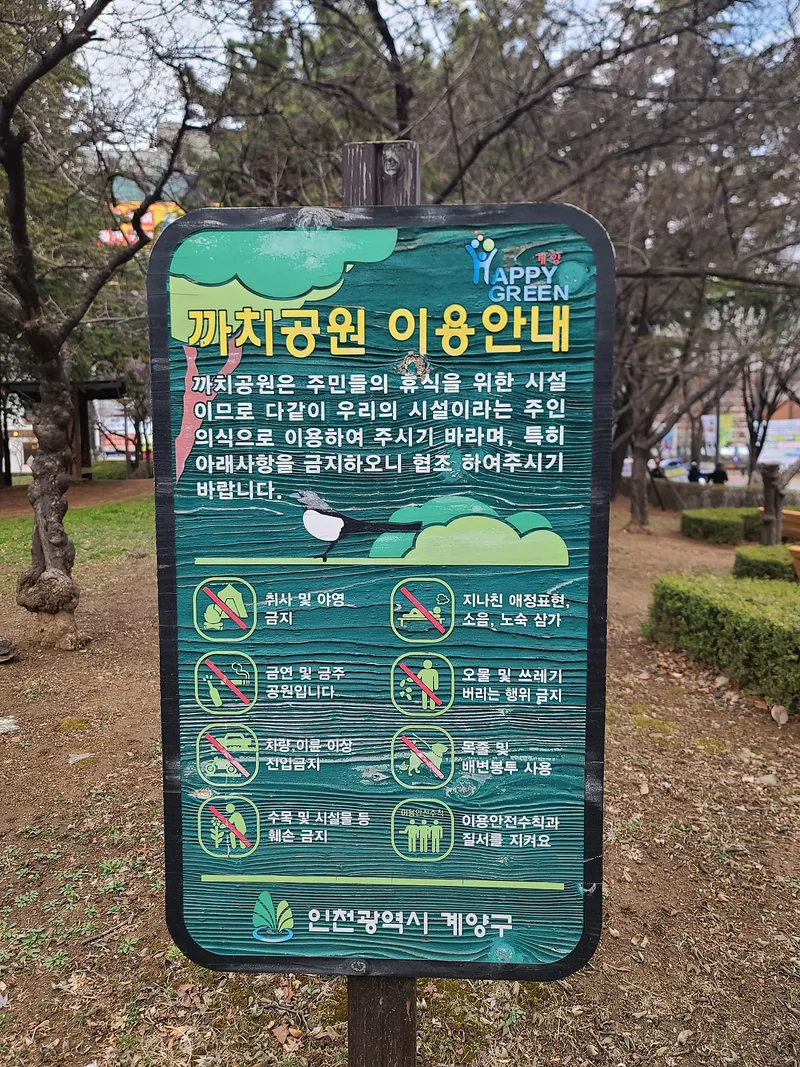 계양
HAPPY
GREEN
까치공원 이용안내
까치공원은 주민들의 휴식을 위한 시설
이므로 다같이 우리의 시설이라는 주인
의식으로 이용하여 주시기 바라며, 특히
아래사항을 금지하오니 협조 하여주시기
바랍니다.
취사 및 야영
금지
지나친 애정표현,
소음, 노숙 삼가
금연 및 금주
공원입니다
오물 및 쓰레기
버리는 행위 금지
차량,이륜 이상
진입금지
목줄 및
배변봉투 사용
수목 및 시설물 등
훼손 금지
이용안전수칙
이용안전수칙과
질서를 지켜요
인천광역시 계양구